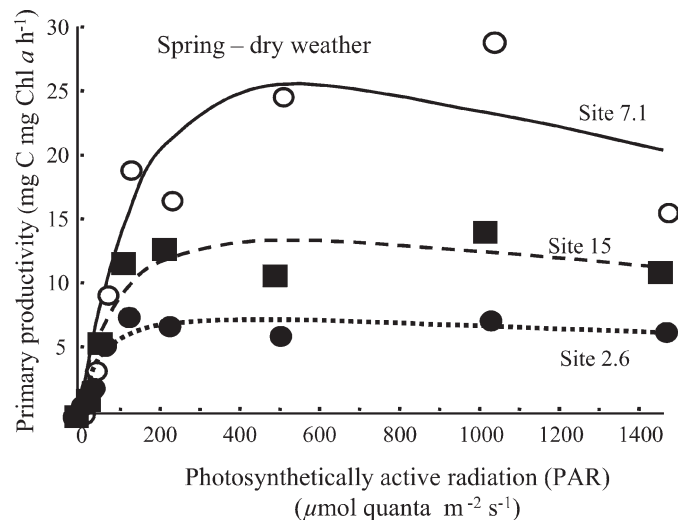 Primary productivity (mg C mg Chl a h⁻¹)
30
25
20
15
10
5
Spring – dry weather
Site 7.1
Site 15
Site 2.6
0 200 400 600 800 1000 1200 1400
Photosynthetically active radiation (PAR)
(μmol quanta m⁻² s⁻¹)